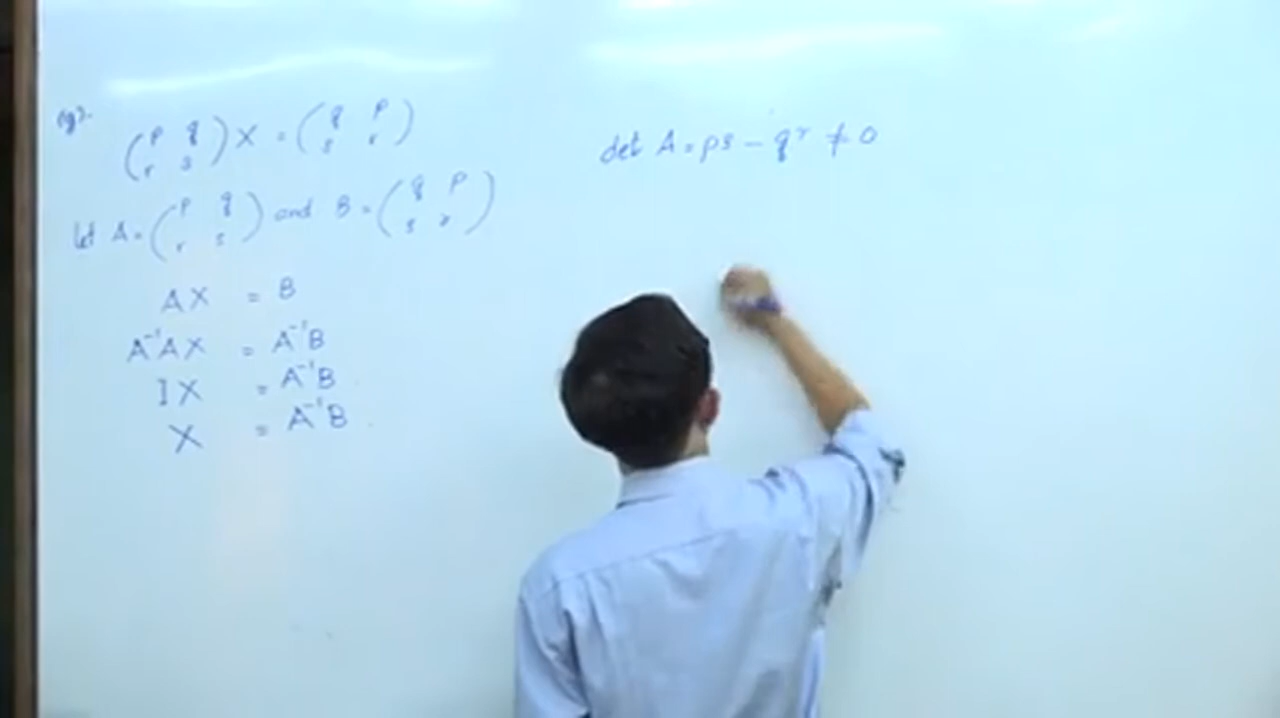 (g).
(p q
r s) X = (q p
s r)
let A = (p q
r s) and B = (q p
s r)
AX = B
A⁻¹AX = A⁻¹B
IX = A⁻¹B
X = A⁻¹B
det A = ps - qr ≠ 0